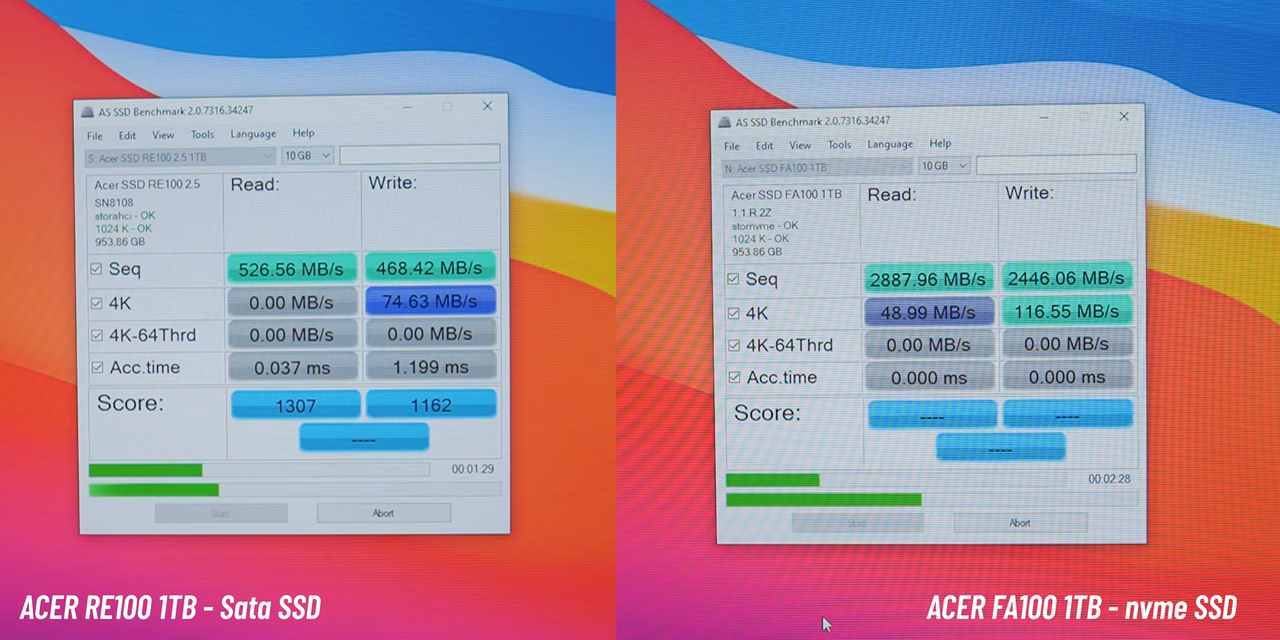 AS SSD Benchmark 2.0.7316.34247
File Edit View Tools Language Help
S: Acer SSD RE100 2.5 1TB 10 GB
Acer SSD RE100 2.5
SN8108
storahci - OK
1024 K - OK
953.86 GB
Read: Write:
Seq 526.56 MB/s 468.42 MB/s
4K 0.00 MB/s 74.63 MB/s
4K-64Thrd 0.00 MB/s 0.00 MB/s
Acc.time 0.037 ms 1.199 ms
Score: 1307 1162
----
00:01:29
Start Abort
ACER RE100 1TB - Sata SSD
AS SSD Benchmark 2.0.7316.34247
File Edit View Tools Language Help
N: Acer SSD FA100 1TB 10 GB
Acer SSD FA100 1TB
1.1.R.2Z
stornvme - OK
1024 K - OK
953.86 GB
Read: Write:
Seq 2887.96 MB/s 2446.06 MB/s
4K 48.99 MB/s 116.55 MB/s
4K-64Thrd 0.00 MB/s 0.00 MB/s
Acc.time 0.000 ms 0.000 ms
Score: ---- ----
----
00:02:28
Start Abort
ACER FA100 1TB - nvme SSD